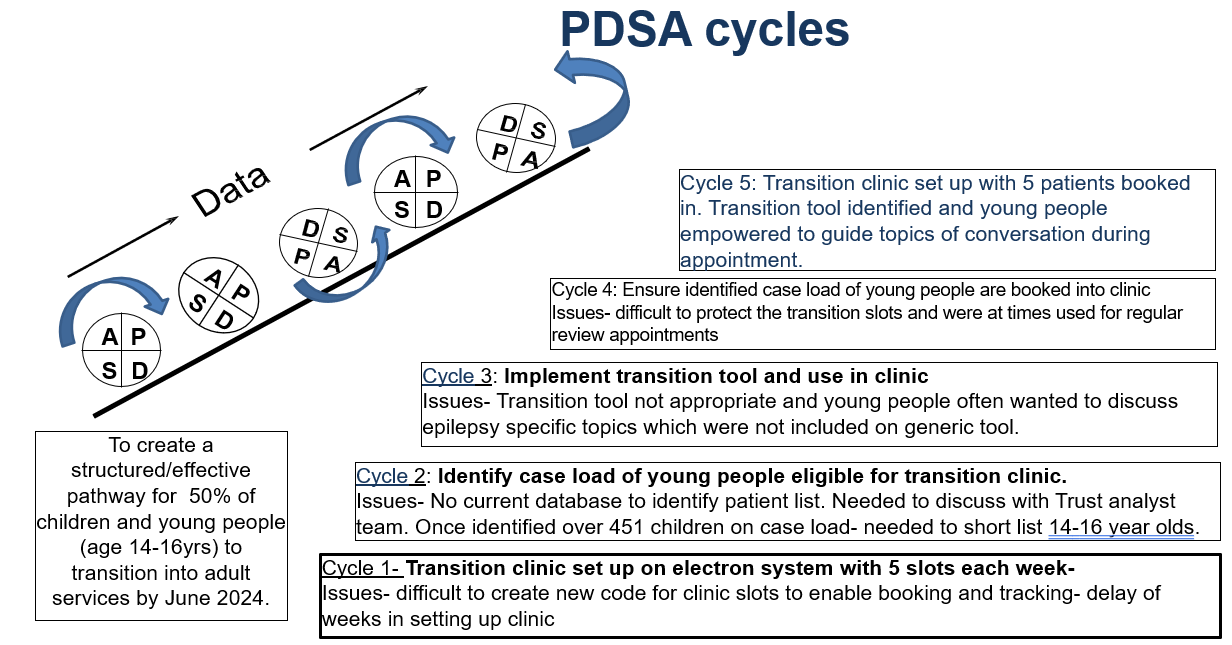 PDSA cycles
Data
D S
P A
A P
S D
D S
P A
A P
S D
A P
S D
Cycle 5: Transition clinic set up with 5 patients booked
in. Transition tool identified and young people
empowered to guide topics of conversation during
appointment.
Cycle 4: Ensure identified case load of young people are booked into clinic
Issues- difficult to protect the transition slots and were at times used for regular
review appointments
Cycle 3: Implement transition tool and use in clinic
Issues- Transition tool not appropriate and young people often wanted to discuss
epilepsy specific topics which were not included on generic tool.
Cycle 2: Identify case load of young people eligible for transition clinic.
Issues- No current database to identify patient list. Needed to discuss with Trust analyst
team. Once identified over 451 children on case load- needed to short list 14-16 year olds.
Cycle 1- Transition clinic set up on electron system with 5 slots each week-
Issues- difficult to create new code for clinic slots to enable booking and tracking- delay of
weeks in setting up clinic
To create a
structured/effective
pathway for 50% of
children and young people
(age 14-16yrs) to
transition into adult
services by June 2024.